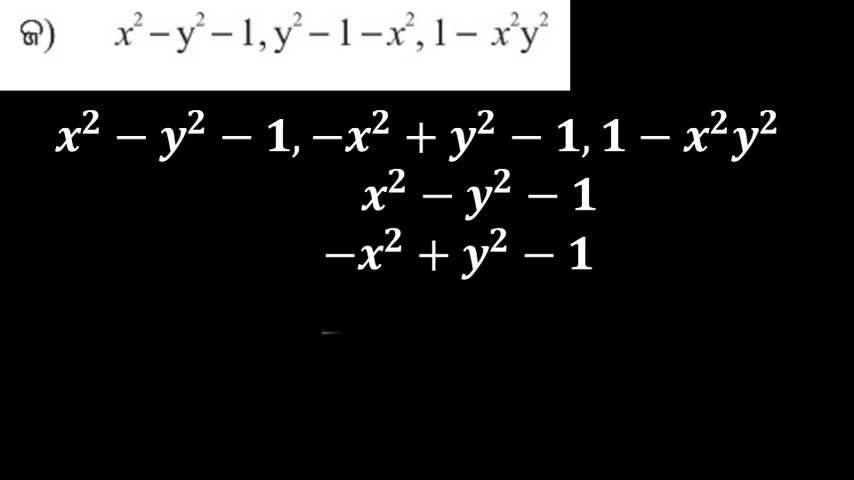 ଜ) x² – y² – 1, y² – 1 – x², 1 – x²y²
x² − y² − 1, −x² + y² − 1, 1 − x²y²
x² − y² − 1
−x² + y² − 1